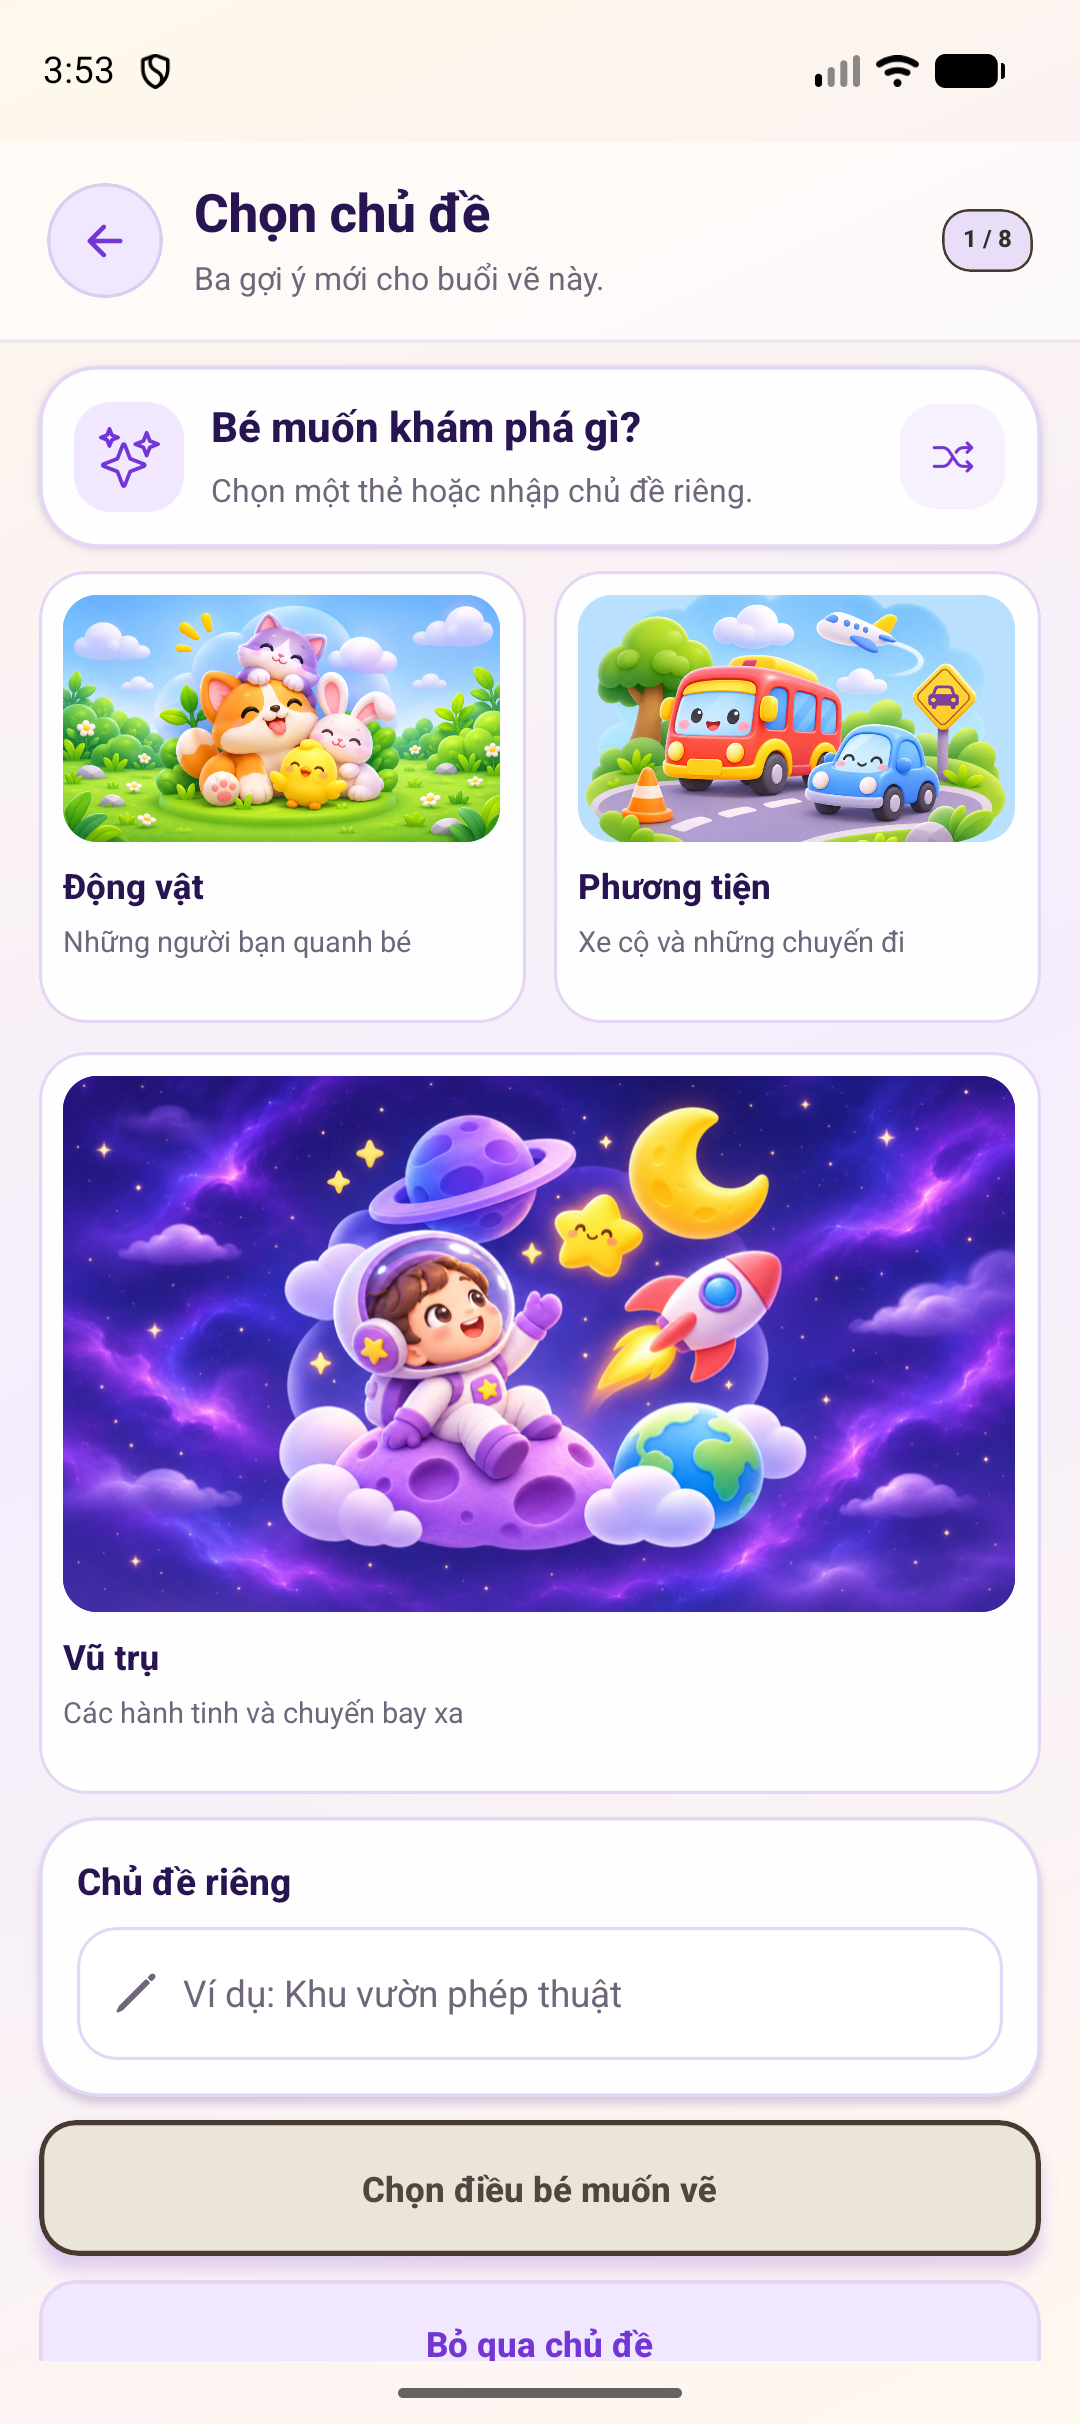 3:53
Chọn chủ đề
Ba gợi ý mới cho buổi vẽ này.
1 / 8
Bé muốn khám phá gì?
Chọn một thẻ hoặc nhập chủ đề riêng.
Động vật
Những người bạn quanh bé
Phương tiện
Xe cộ và những chuyến đi
Vũ trụ
Các hành tinh và chuyến bay xa
Chủ đề riêng
Ví dụ: Khu vườn phép thuật
Chọn điều bé muốn vẽ
Bỏ qua chủ đề